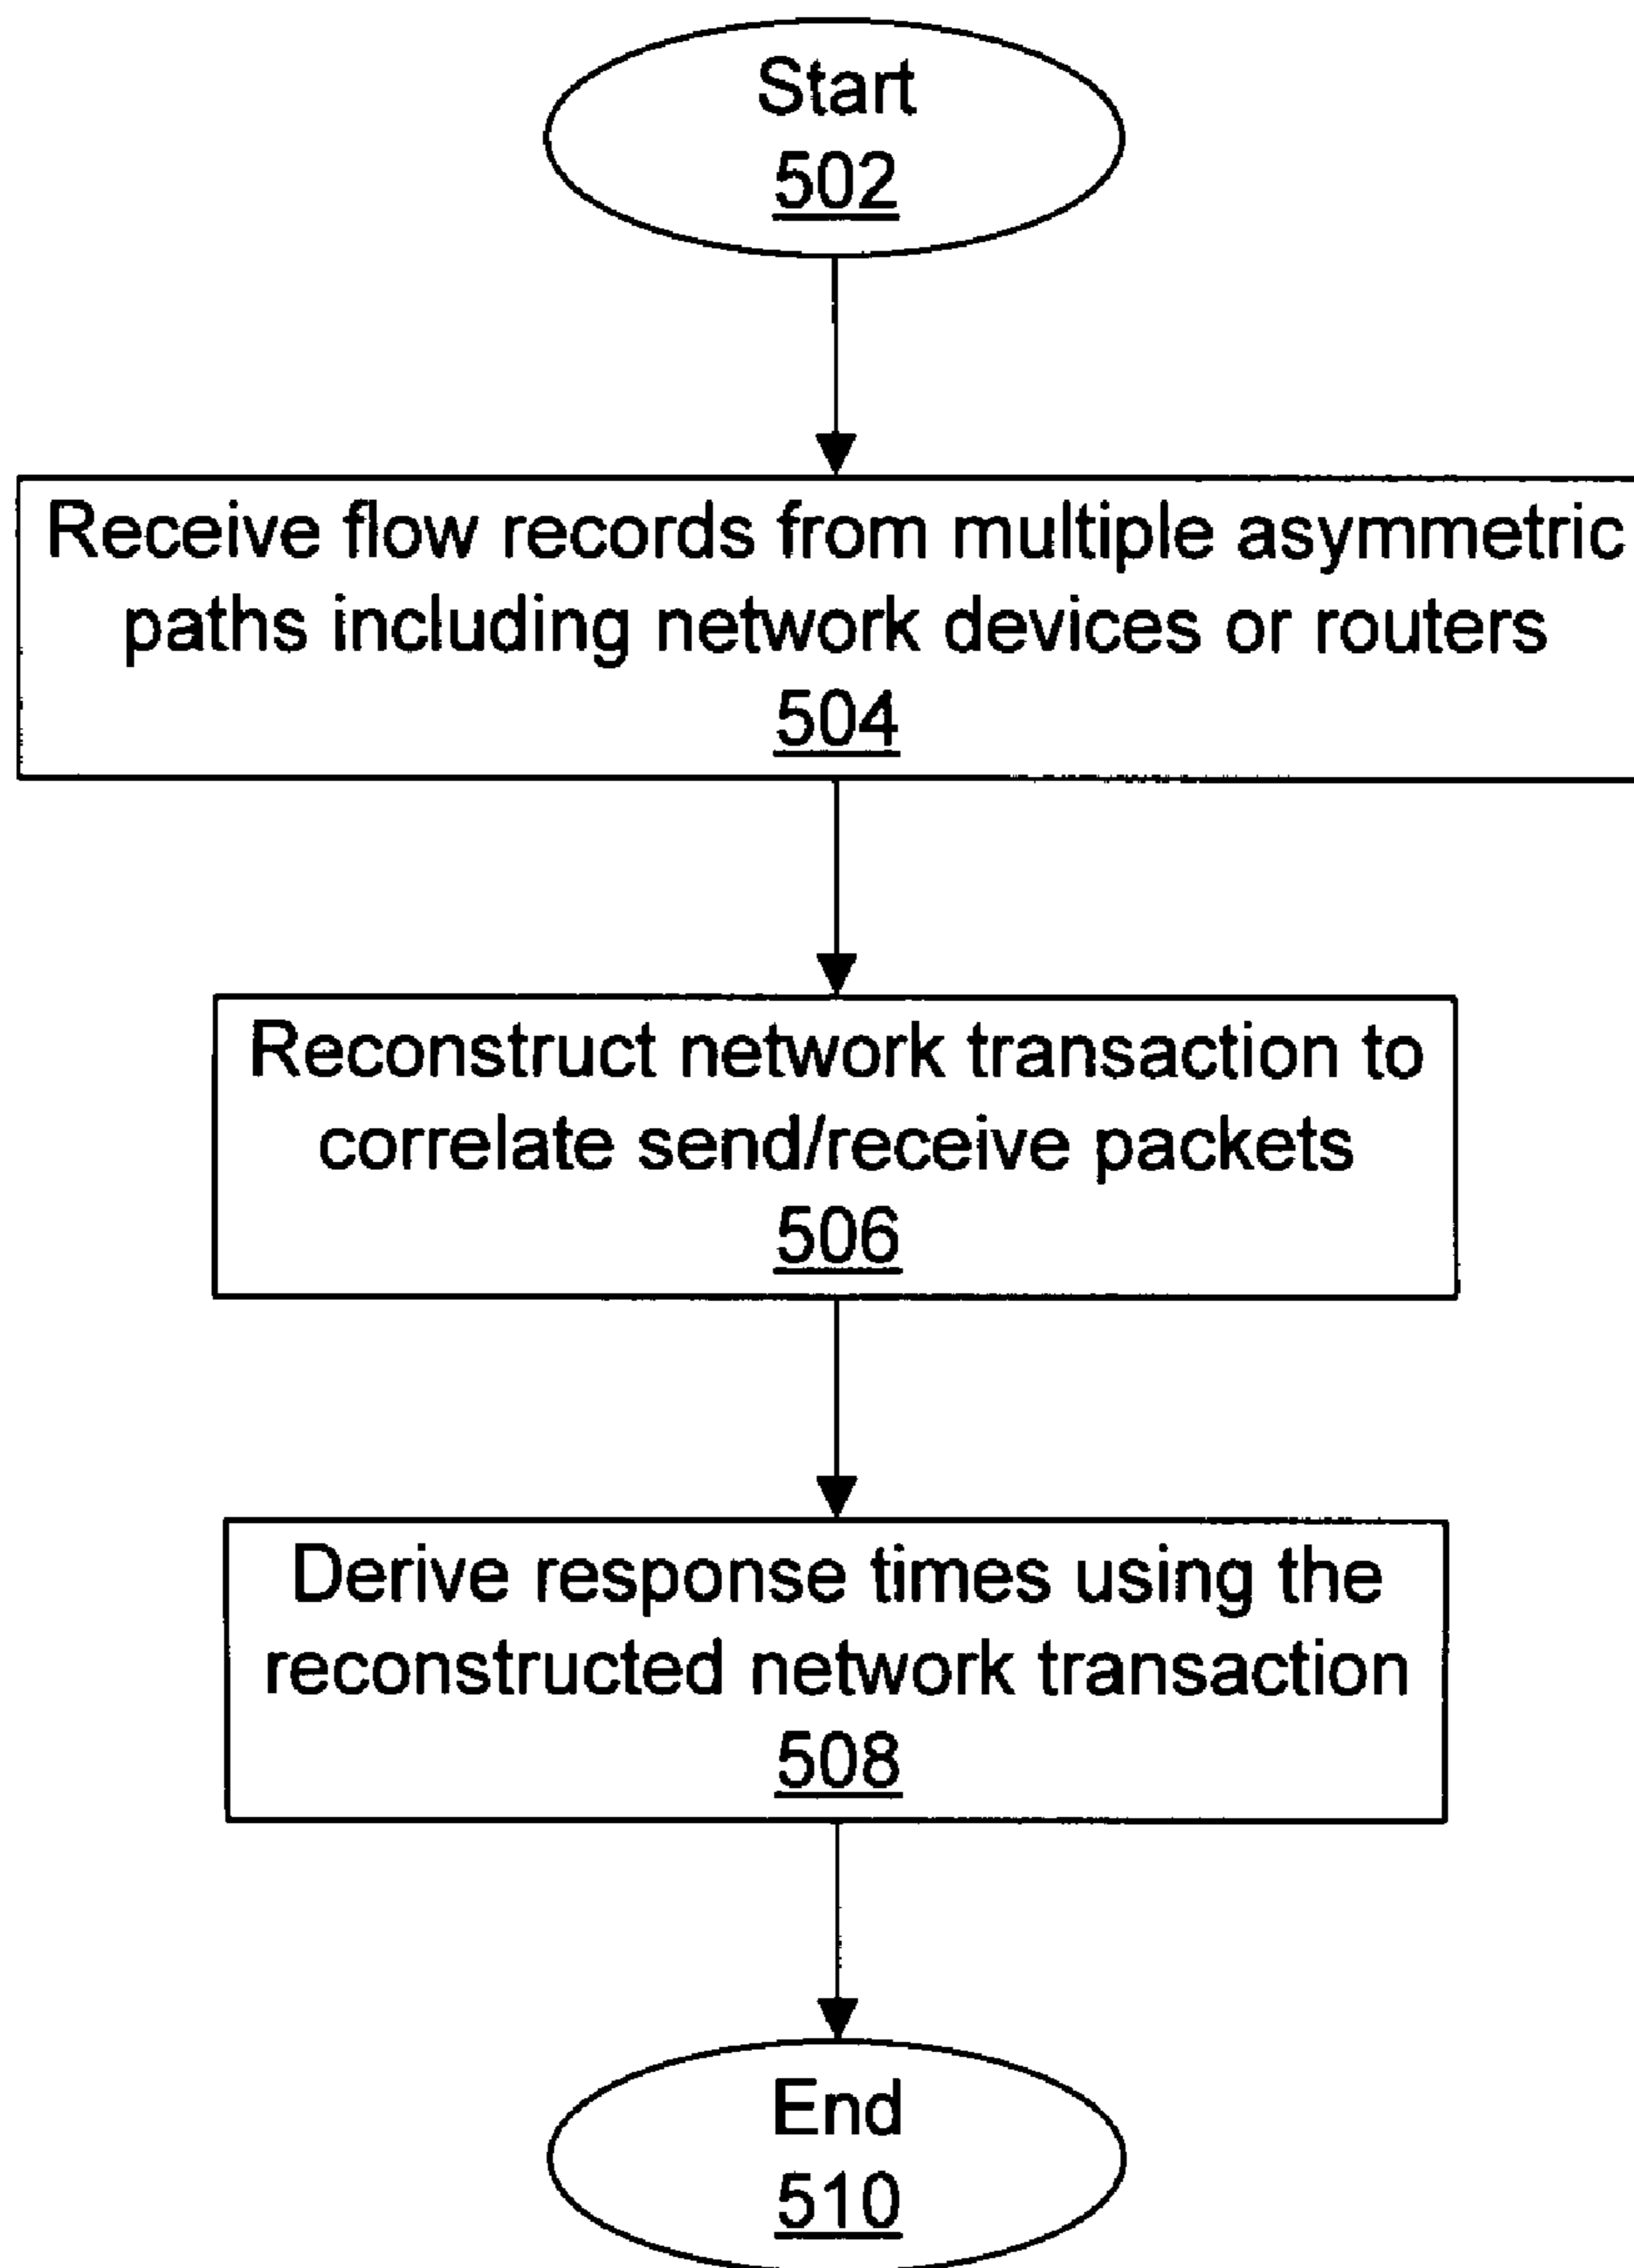 Start
502
Receive flow records from multiple asymmetric
paths including network devices or routers
504
Reconstruct network transaction to
correlate send/receive packets
506
Derive response times using the
reconstructed network transaction
508
End
510